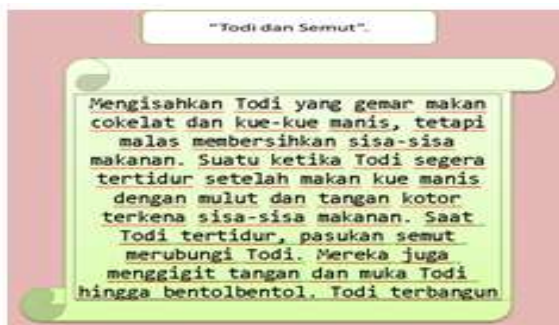 "Todi dan Semut".
Mengisahkan Todi yang gemar makan
cokelat dan kue-kue manis, tetapi
malas membersihkan sisa-sisa
makanan. Suatu ketika Todi segera
tertidur setelah makan kue manis
dengan mulut dan tangan kotor
terkena sisa-sisa makanan. Saat
Todi tertidur, pasukan semut
merubungi Todi. Mereka juga
menggigit tangan dan muka Todi
hingga bentolbentol. Todi terbangun